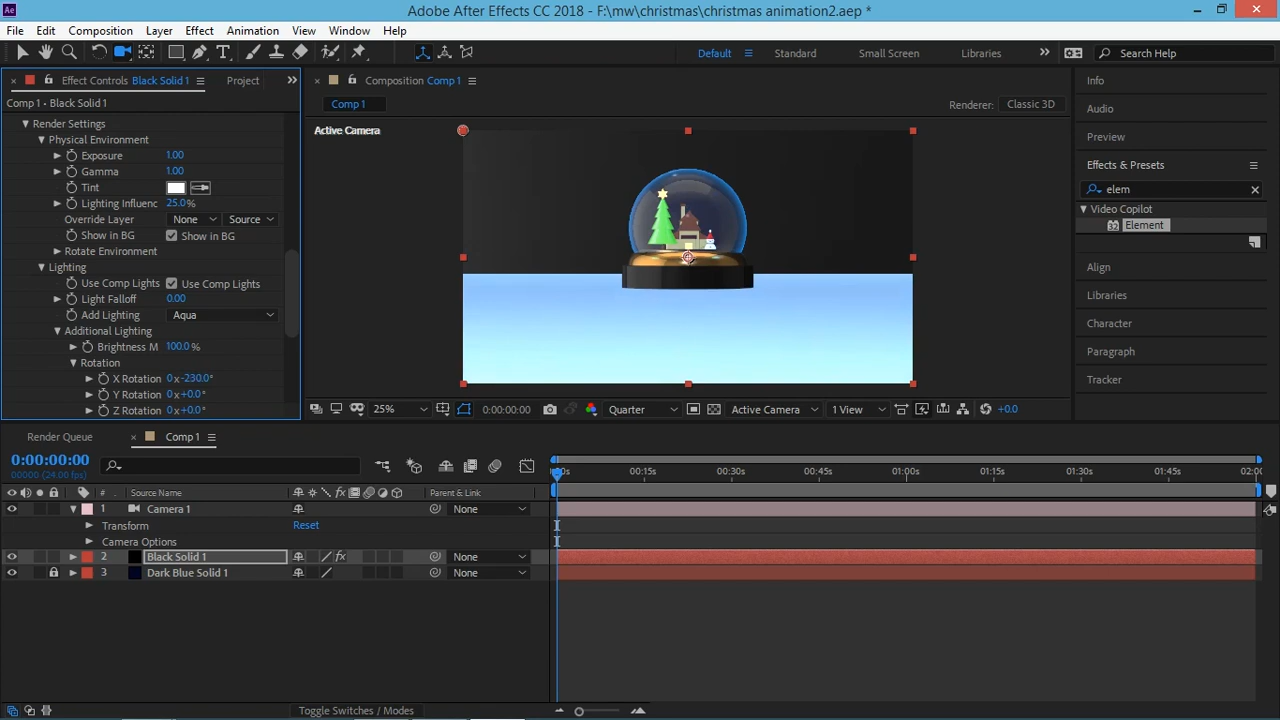 Ae
Adobe After Effects CC 2018 - F:\mw\christmas\christmas animation2.aep *
File Edit Composition Layer Effect Animation View Window Help
Default Standard Small Screen Libraries Search Help
Effect Controls Black Solid 1 Project
Composition Comp 1
Info
Comp 1 • Black Solid 1
Comp 1
Renderer: Classic 3D
Audio
Render Settings
Active Camera
Physical Environment
Preview
Exposure 1.00
Effects & Presets
Gamma 1.00
Tint
elem
Lighting Influenc 25.0%
Video Copilot
Override Layer None Source
32 Element
Show in BG Show in BG
Rotate Environment
Lighting
Align
Use Comp Lights Use Comp Lights
Light Falloff 0.00
Libraries
Add Lighting Aqua
Character
Additional Lighting
Brightness M 100.0%
Paragraph
Rotation
X Rotation 0x-230.0°
Tracker
Y Rotation 0x+0.0°
Z Rotation 0x+0.0°
25% 0:00:00:00 Quarter Active Camera 1 View +0.0
Render Queue Comp 1
0:00:00:00
00000 (24.00 fps)
:00s 00:15s 00:30s 00:45s 01:00s 01:15s 01:30s 01:45s 02:00
# Source Name fx Parent & Link
1 Camera 1 None
Transform Reset
Camera Options
2 Black Solid 1 fx None
3 Dark Blue Solid 1 None
Toggle Switches / Modes